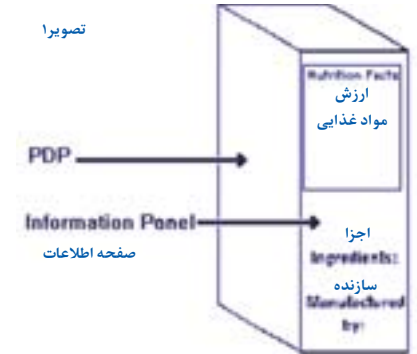 تصویر۱
Nutrition Facts
ارزش
مواد غذایی
PDP
Information Panel
صفحه اطلاعات
اجزا
Ingredients:
سازنده
Manufactured
by: